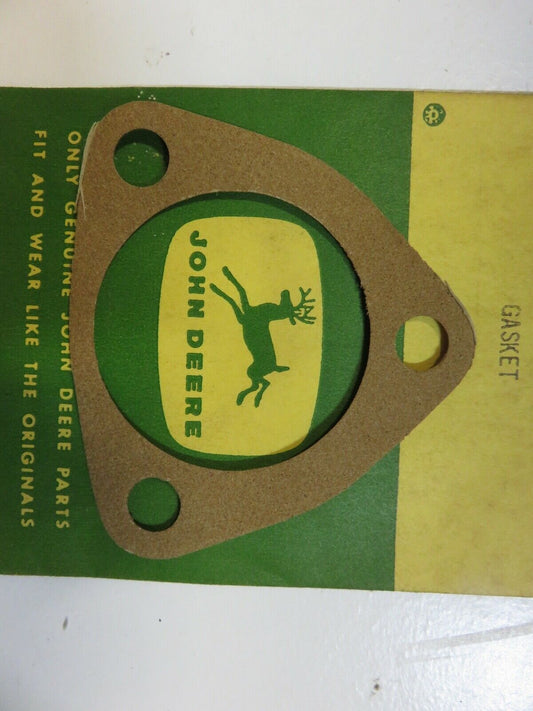 GASKET
JOHN DEERE
ONLY GENUINE JOHN DEERE PARTS
FIT AND WEAR LIKE THE ORIGINALS